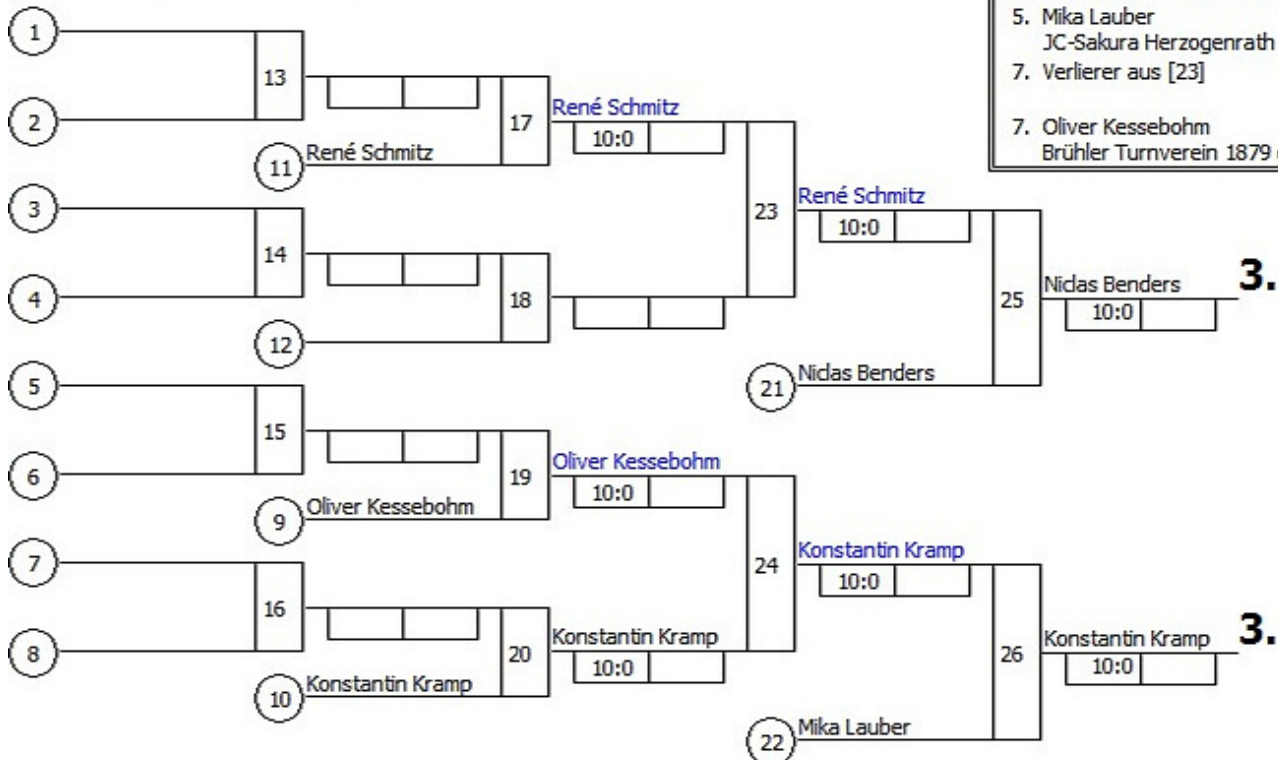 5. Mika Lauber
JC-Sakura Herzogenrath
7. Verlierer aus [23]
7. Oliver Kessebohm
Brühler Turnverein 1879
1
2
13
11
René Schmitz
17
René Schmitz
10:0
3
4
14
12
18
23
René Schmitz
10:0
21
Niclas Benders
25
Niclas Benders
10:0
3.
5
6
15
9
Oliver Kessebohm
19
Oliver Kessebohm
10:0
7
8
16
10
Konstantin Kramp
20
Konstantin Kramp
10:0
24
Konstantin Kramp
10:0
22
Mika Lauber
26
Konstantin Kramp
10:0
3.